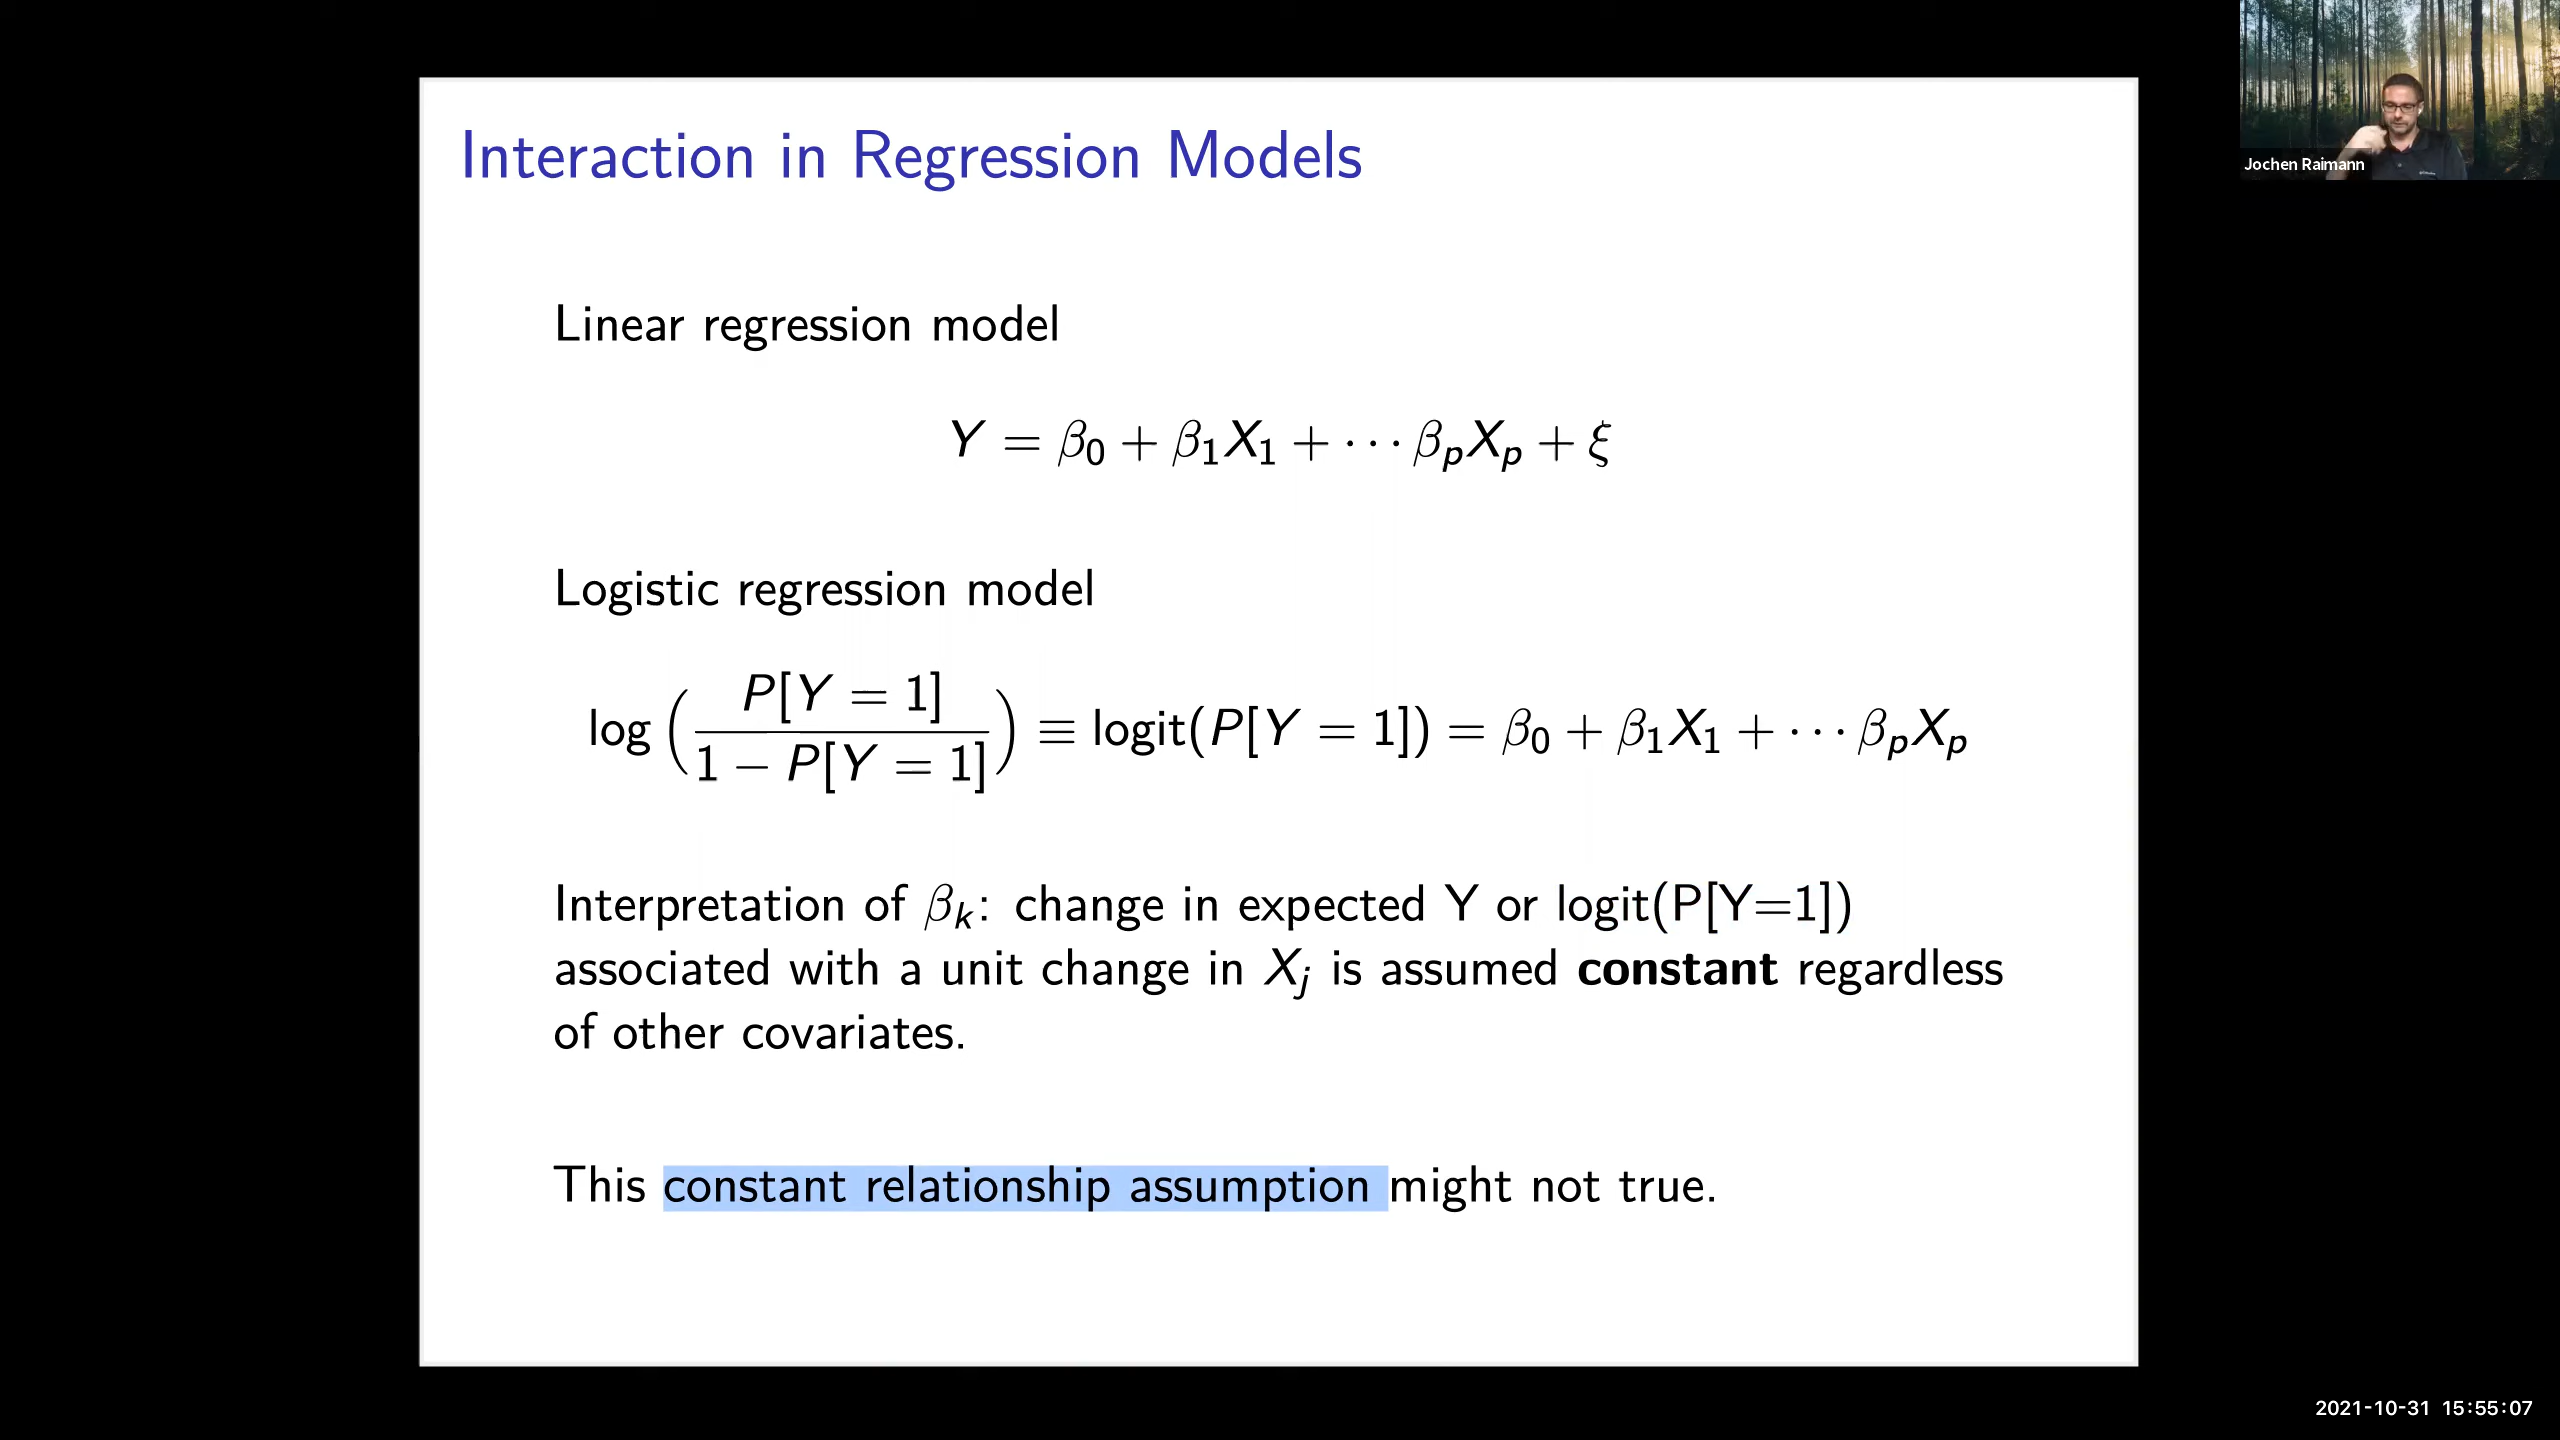 Interaction in Regression Models
Jochen Raimann
Linear regression model
Y = β₀ + β₁X₁ + ··· βₚXₚ + ξ
Logistic regression model
log ( P[Y = 1] / 1 − P[Y = 1] ) ≡ logit(P[Y = 1]) = β₀ + β₁X₁ + ··· βₚXₚ
Interpretation of βₖ: change in expected Y or logit(P[Y=1])
associated with a unit change in Xⱼ is assumed constant regardless
of other covariates.
This constant relationship assumption might not true.
2021-10-31 15:55:07